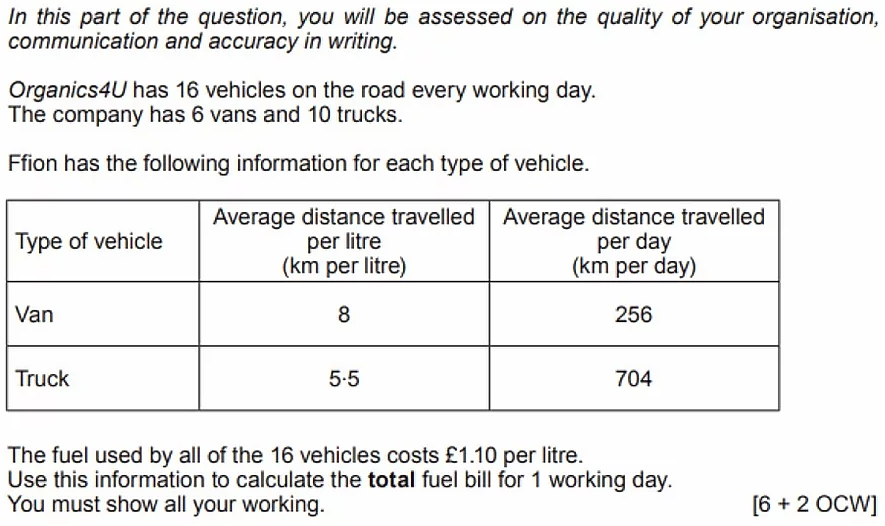 In this part of the question, you will be assessed on the quality of your organisation,
communication and accuracy in writing.
Organics4U has 16 vehicles on the road every working day.
The company has 6 vans and 10 trucks.
Ffion has the following information for each type of vehicle.
Type of vehicle
Average distance travelled
per litre
(km per litre)
Average distance travelled
per day
(km per day)
Van 8 256
Truck 5·5 704
The fuel used by all of the 16 vehicles costs £1.10 per litre.
Use this information to calculate the total fuel bill for 1 working day.
You must show all your working. [6 + 2 OCW]